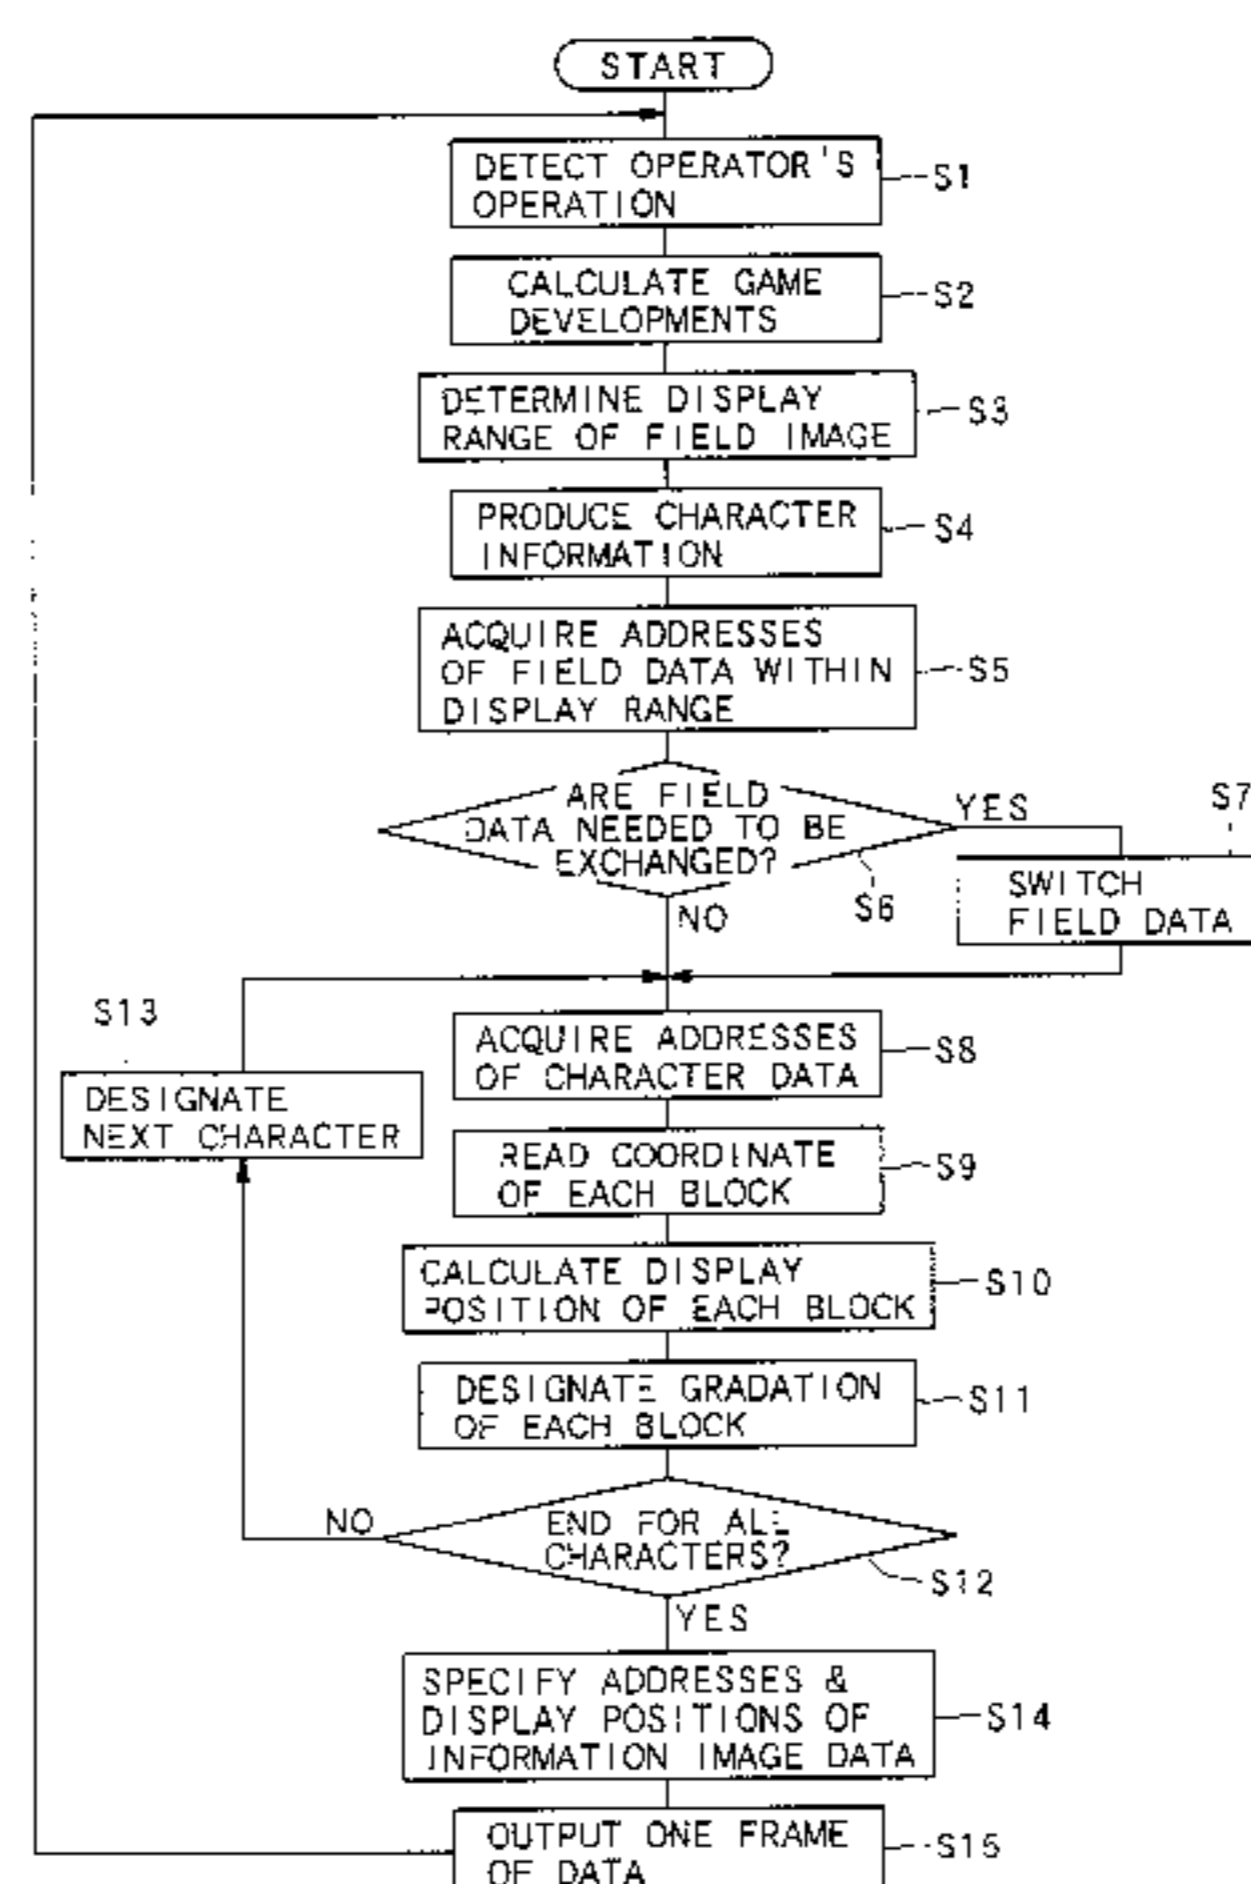 START
DETECT OPERATOR'S
OPERATION
S1
CALCULATE GAME
DEVELOPMENTS
S2
DETERMINE DISPLAY
RANGE OF FIELD IMAGE
S3
PRODUCE CHARACTER
INFORMATION
S4
ACQUIRE ADDRESSES
OF FIELD DATA WITHIN
DISPLAY RANGE
S5
ARE FIELD
DATA NEEDED TO BE
EXCHANGED?
S6
YES
S7
SWITCH
FIELD DATA
NO
S13
DESIGNATE
NEXT CHARACTER
ACQUIRE ADDRESSES
OF CHARACTER DATA
S8
READ COORDINATE
OF EACH BLOCK
S9
CALCULATE DISPLAY
POSITION OF EACH BLOCK
S10
DESIGNATE GRADATION
OF EACH BLOCK
S11
NO
END FOR ALL
CHARACTERS?
S12
YES
SPECIFY ADDRESSES &
DISPLAY POSITIONS OF
INFORMATION IMAGE DATA
S14
OUTPUT ONE FRAME
OF DATA
S15